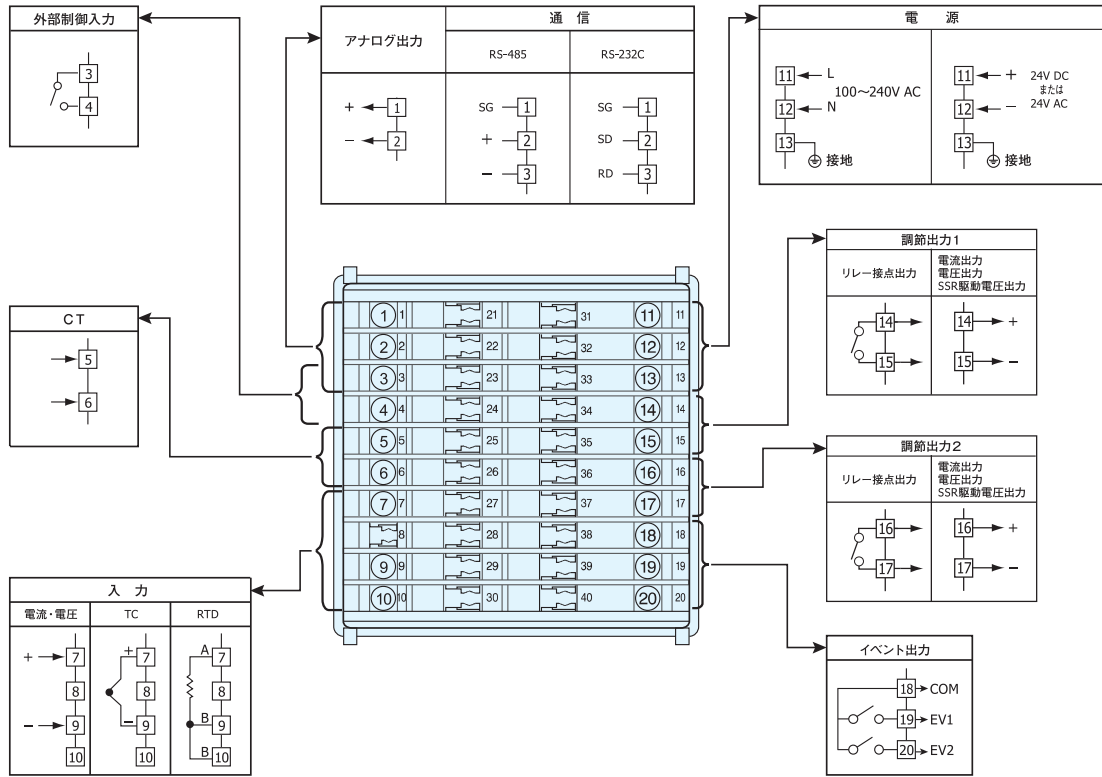 外部制御入力
3
4
アナログ出力
+ 1
− 2
通 信
RS-485
SG 1
+ 2
− 3
RS-232C
SG 1
SD 2
RD 3
電 源
11 L
100〜240V AC
12 N
13
接地
11 +
24V DC
または
24V AC
12 −
13
接地
CT
5
6
調節出力1
リレー接点出力
14
15
電流出力
電圧出力
SSR駆動電圧出力
14 +
15 −
1 1 21 31 11 11
2 2 22 32 12 12
3 3 23 33 13 13
4 4 24 34 14 14
5 5 25 35 15 15
6 6 26 36 16 16
7 7 27 37 17 17
8 28 38 18 18
9 9 29 39 19 19
10 10 30 40 20 20
調節出力2
リレー接点出力
16
17
電流出力
電圧出力
SSR駆動電圧出力
16 +
17 −
入 力
電流・電圧
+ 7
8
− 9
10
TC
+ 7
8
− 9
10
RTD
A 7
8
B 9
B 10
イベント出力
18 COM
19 EV1
20 EV2